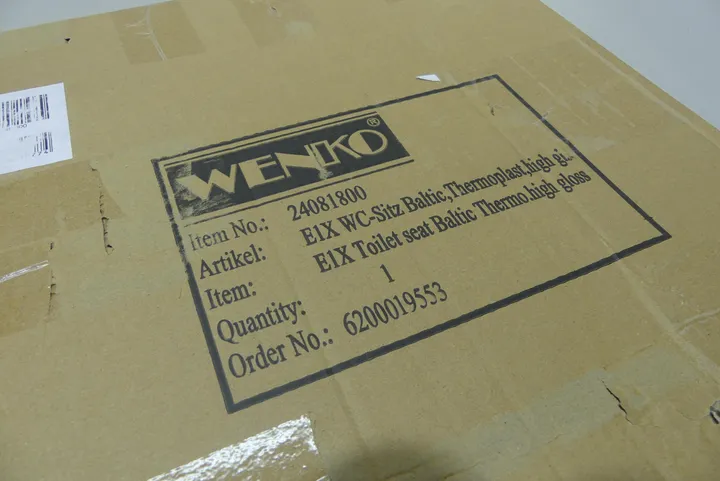 WENKO®
Item No.: 24081800
Artikel: E1X WC-Sitz Baltic,Thermoplast,high gl.
Item: E1X Toilet seat Baltic Thermo.high gloss
Quantity: 1
Order No.: 6200019553